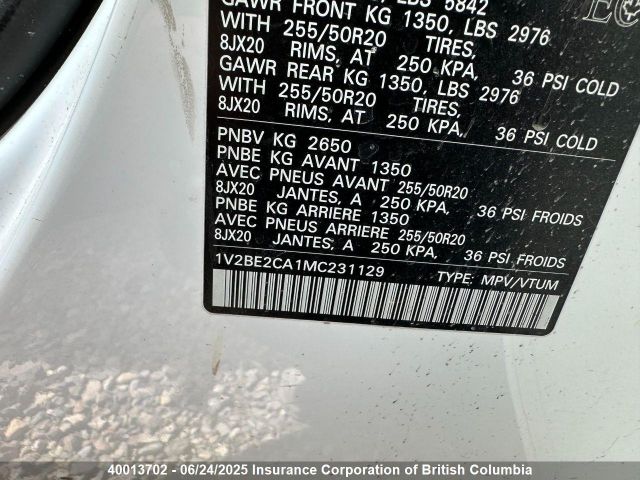 LBS 5842
GAWR FRONT KG 1350, LBS 2976
WITH 255/50R20 TIRES,
8JX20 RIMS, AT 250 KPA, 36 PSI COLD
GAWR REAR KG 1350, LBS 2976
WITH 255/50R20 TIRES,
8JX20 RIMS, AT 250 KPA, 36 PSI COLD
PNBV KG 2650
PNBE KG AVANT 1350
AVEC PNEUS AVANT 255/50R20
8JX20 JANTES, A 250 KPA, 36 PSI FROIDS
PNBE KG ARRIERE 1350
AVEC PNEUS ARRIERE 255/50R20
8JX20 JANTES, A 250 KPA, 36 PSI FROIDS
1V2BE2CA1MC231129 TYPE: MPV/VTUM
40013702 - 06/24/2025 Insurance Corporation of British Columbia